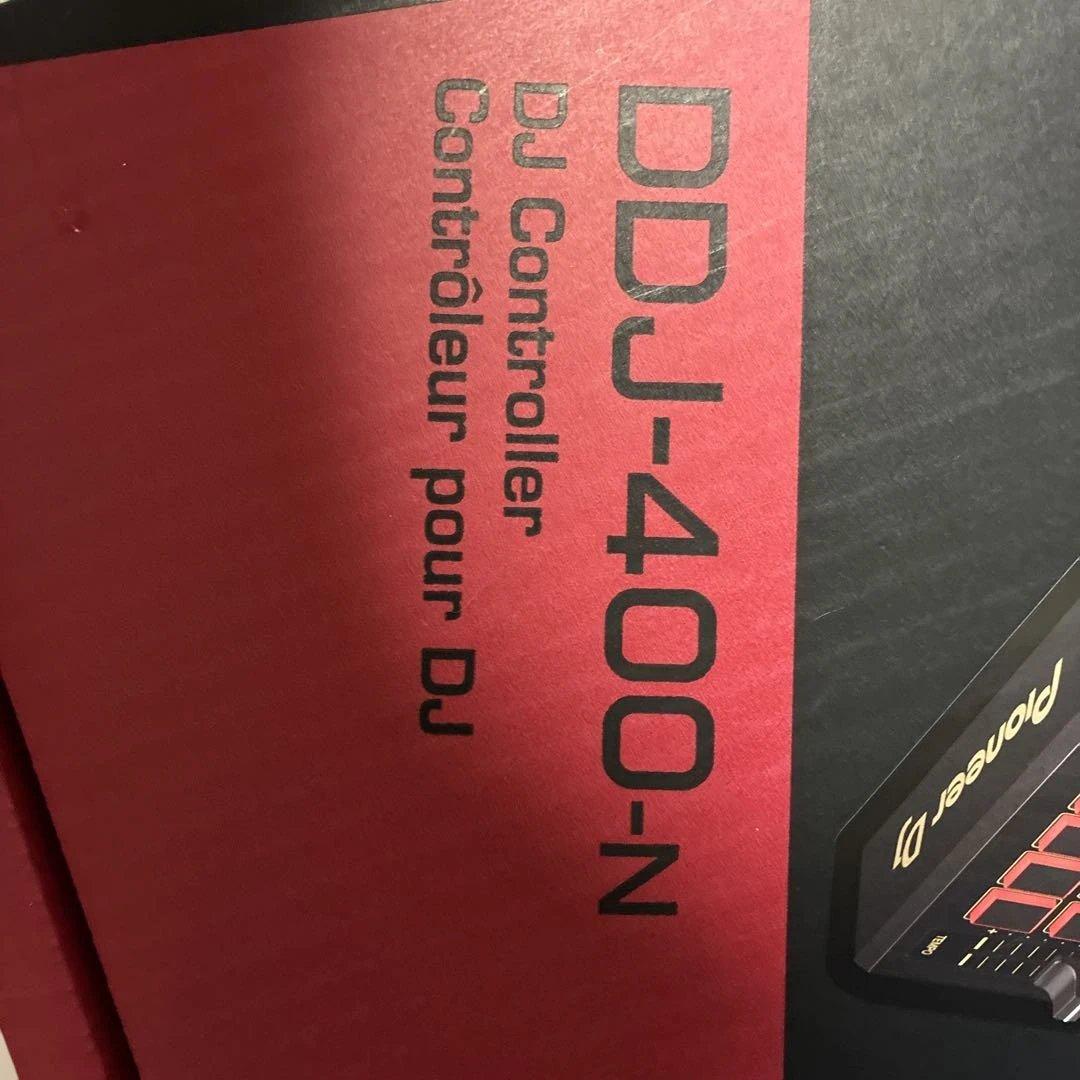 DDJ-400-N
DJ Controller
Contrôleur pour DJ
Pioneer Dj
TEMPO